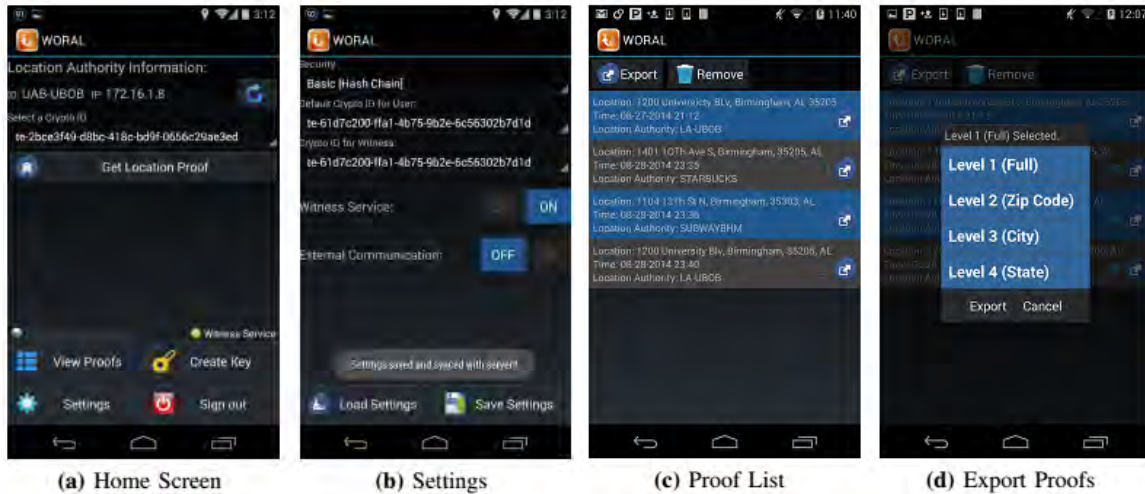 3:12
WORAL
Location Authority Information:
ID: UAB-UBOB IP: 172.16.1.8
Select a Crypto ID
te-2bce3f49-d8bc-418c-bd9f-0656c29ae3ed
Get Location Proof
Witness Service
View Proofs
Create Key
Settings
Sign out
(a) Home Screen
3:12
WORAL
Security
Basic [Hash Chain]
Default Crypto ID for User:
te-61d7c200-ffa1-4b75-9b2e-6c56302b7d1d
Crypto ID for Witness:
te-61d7c200-ffa1-4b75-9b2e-6c56302b7d1d
Witness Service:
ON
External Communication:
OFF
Settings saved and synced with server!
Load Settings
Save Settings
(b) Settings
11:40
WORAL
Export
Remove
Location: 1200 University BLv, Birmingham, AL 35205
Time: 08-27-2014 21:12
Location Authority: LA-UBOB
Location: 1401 10Th Ave S, Birmingham, 35205, AL
Time: 08-28-2014 23:35
Location Authority: STARBUCKS
Location: 1104 13Th St N, Birmingham, 35303, AL
Time: 08-28-2014 23:36
Location Authority: SUBWAYBHM
Location: 1200 University Blv, Birmingham, 35205, AL
Time: 08-28-2014 23:40
Location Authority: LA-UBOB
(c) Proof List
12:07
WORAL
Export
Remove
Level 1 (Full) Selected.
Level 1 (Full)
Level 2 (Zip Code)
Level 3 (City)
Level 4 (State)
Export
Cancel
(d) Export Proofs